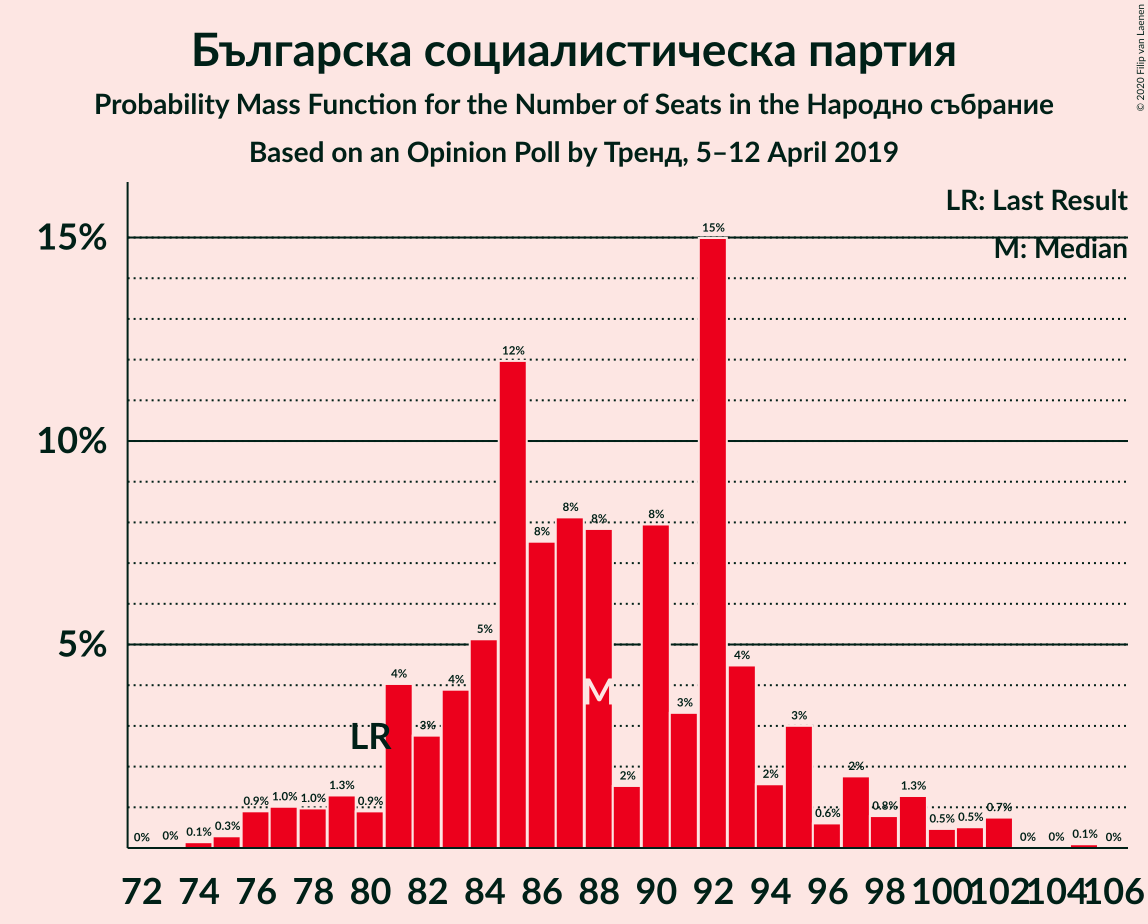 Българска социалистическа партия
Probability Mass Function for the Number of Seats in the Народно събрание
Based on an Opinion Poll by Тренд, 5–12 April 2019
© 2020 Filip van Laenen
LR: Last Result
M: Median
15%
10%
5%
0% 0% 0.1% 0.3% 0.9% 1.0% 1.0% 1.3% 0.9% 4% 3% 4% 5% 12% 8% 8% 8% 2% 8% 3% 15% 4% 2% 3% 0.6% 2% 0.8% 1.3% 0.5% 0.5% 0.7% 0% 0% 0.1% 0%
LR
M
72 74 76 78 80 82 84 86 88 90 92 94 96 98 100 102 104 106